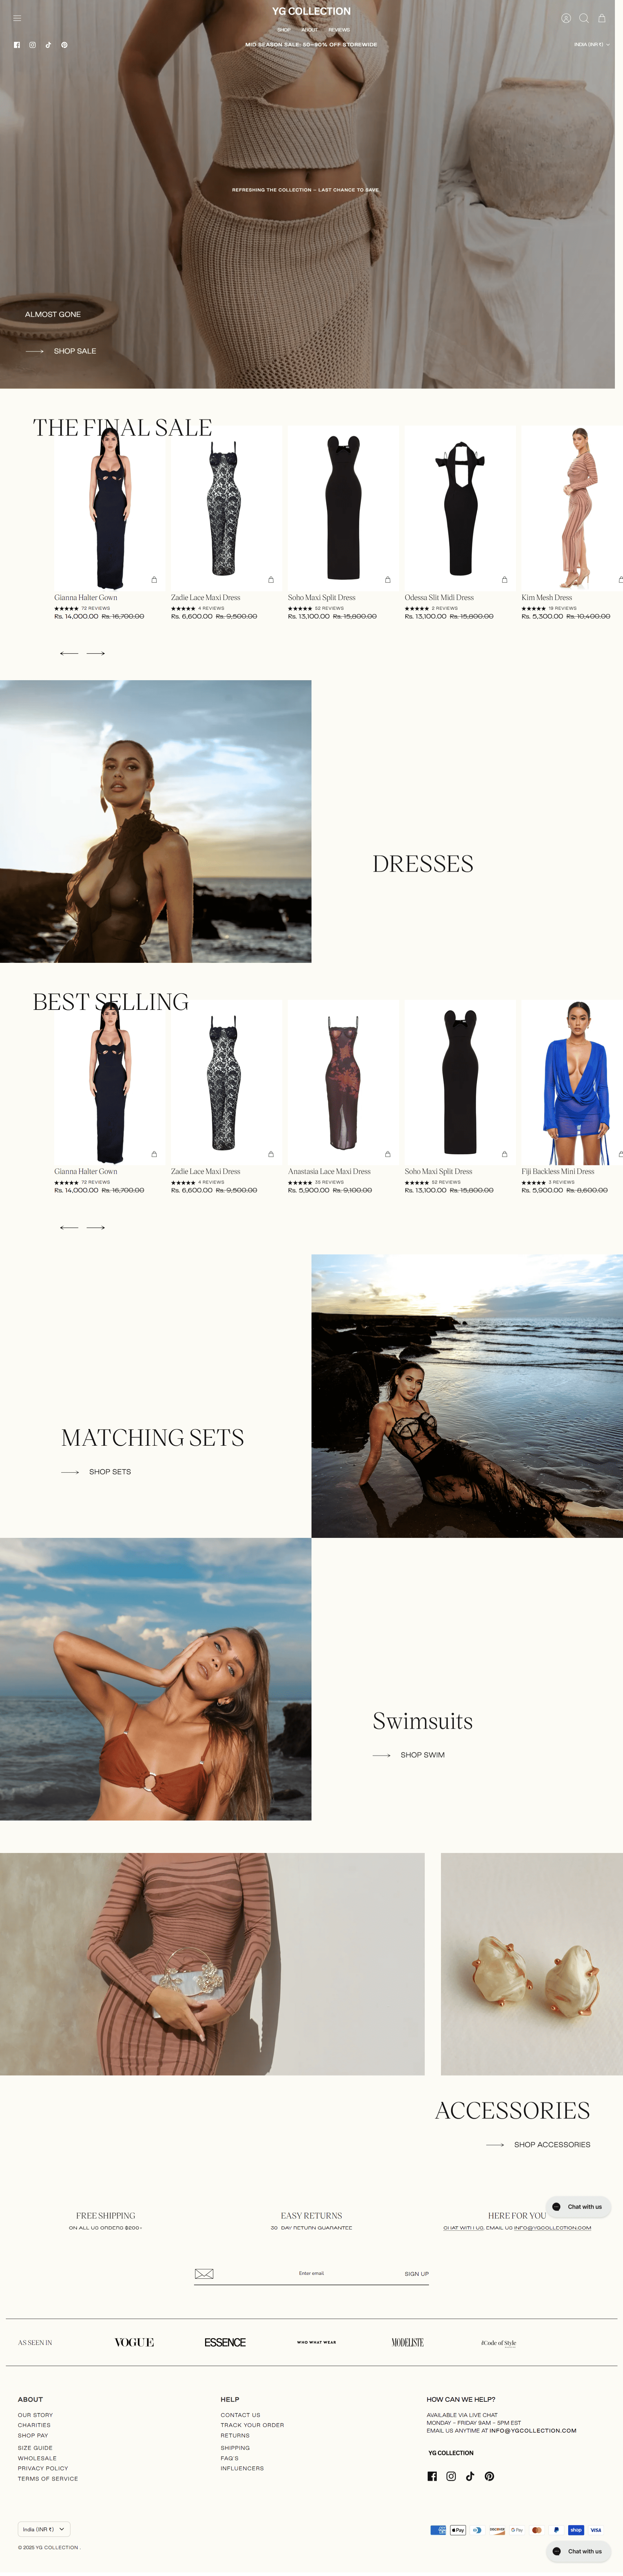 YG COLLECTION
SHOP ABOUT REVIEWS
MID SEASON SALE- 50-80% OFF STOREWIDE
INDIA (INR ₹)
REFRESHING THE COLLECTION – LAST CHANCE TO SAVE
ALMOST GONE
SHOP SALE
THE FINAL SALE
Gianna Halter Gown
72 REVIEWS
Rs. 14,000.00 Rs. 16,700.00
Zadie Lace Maxi Dress
4 REVIEWS
Rs. 6,600.00 Rs. 9,500.00
Soho Maxi Split Dress
52 REVIEWS
Rs. 13,100.00 Rs. 15,800.00
Odessa Slit Midi Dress
2 REVIEWS
Rs. 13,100.00 Rs. 15,800.00
Kim Mesh Dress
19 REVIEWS
Rs. 5,300.00 Rs. 10,400.00
DRESSES
BEST SELLING
Gianna Halter Gown
72 REVIEWS
Rs. 14,000.00 Rs. 16,700.00
Zadie Lace Maxi Dress
4 REVIEWS
Rs. 6,600.00 Rs. 9,500.00
Anastasia Lace Maxi Dress
35 REVIEWS
Rs. 5,900.00 Rs. 9,100.00
Soho Maxi Split Dress
52 REVIEWS
Rs. 13,100.00 Rs. 15,800.00
Fiji Backless Mini Dress
3 REVIEWS
Rs. 5,900.00 Rs. 8,600.00
MATCHING SETS
SHOP SETS
Swimsuits
SHOP SWIM
ACCESSORIES
SHOP ACCESSORIES
Chat with us
FREE SHIPPING
ON ALL US ORDERS $200+
EASY RETURNS
30 DAY RETURN GUARANTEE
HERE FOR YOU
CHAT WITH US, EMAIL US INFO@YGCOLLECTION.COM
Enter email
SIGN UP
AS SEEN IN
VOGUE
ESSENCE
WHO WHAT WEAR
MODELISTE
#Code of Style
ABOUT
OUR STORY
CHARITIES
SHOP PAY
SIZE GUIDE
WHOLESALE
PRIVACY POLICY
TERMS OF SERVICE
HELP
CONTACT US
TRACK YOUR ORDER
RETURNS
SHIPPING
FAQ'S
INFLUENCERS
HOW CAN WE HELP?
AVAILABLE VIA LIVE CHAT
MONDAY – FRIDAY 9AM – 5PM EST
EMAIL US ANYTIME AT INFO@YGCOLLECTION.COM
YG COLLECTION
India (INR ₹)
© 2025 YG COLLECTION .
Pay DISCOVER G Pay shop VISA
Chat with us